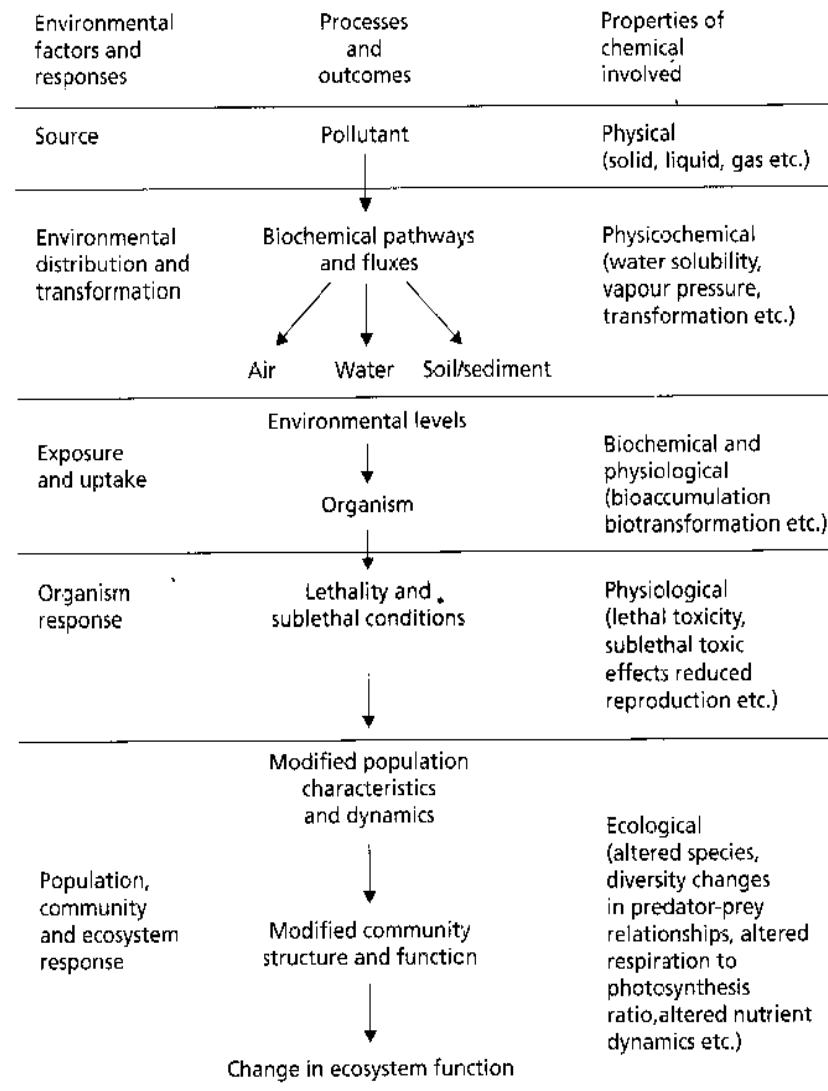 Environmental
factors and
responses
Processes
and
outcomes
Properties of
chemical
involved
Source
Pollutant
Physical
(solid, liquid, gas etc.)
Environmental
distribution and
transformation
Biochemical pathways
and fluxes
Air
Water
Soil/sediment
Physicochemical
(water solubility,
vapour pressure,
transformation etc.)
Exposure
and uptake
Environmental levels
Organism
Biochemical and
physiological
(bioaccumulation
biotransformation etc.)
Organism
response
Lethality and
sublethal conditions
Physiological
(lethal toxicity,
sublethal toxic
effects reduced
reproduction etc.)
Population,
community
and ecosystem
response
Modified population
characteristics
and dynamics
Modified community
structure and function
Change in ecosystem function
Ecological
(altered species,
diversity changes
in predator-prey
relationships, altered
respiration to
photosynthesis
ratio,altered nutrient
dynamics etc.)